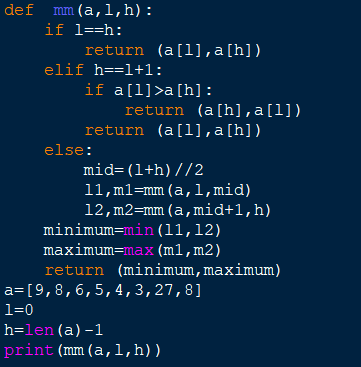 def  mm(a,l,h):
    if l==h:
        return (a[l],a[h])
    elif h==l+1:
        if a[l]>a[h]:
            return (a[h],a[l])
        return (a[l],a[h])
    else:
        mid=(l+h)//2
        l1,m1=mm(a,l,mid)
        l2,m2=mm(a,mid+1,h)
    minimum=min(l1,l2)
    maximum=max(m1,m2)
    return (minimum,maximum)
a=[9,8,6,5,4,3,27,8]
l=0
h=len(a)-1
print(mm(a,l,h))